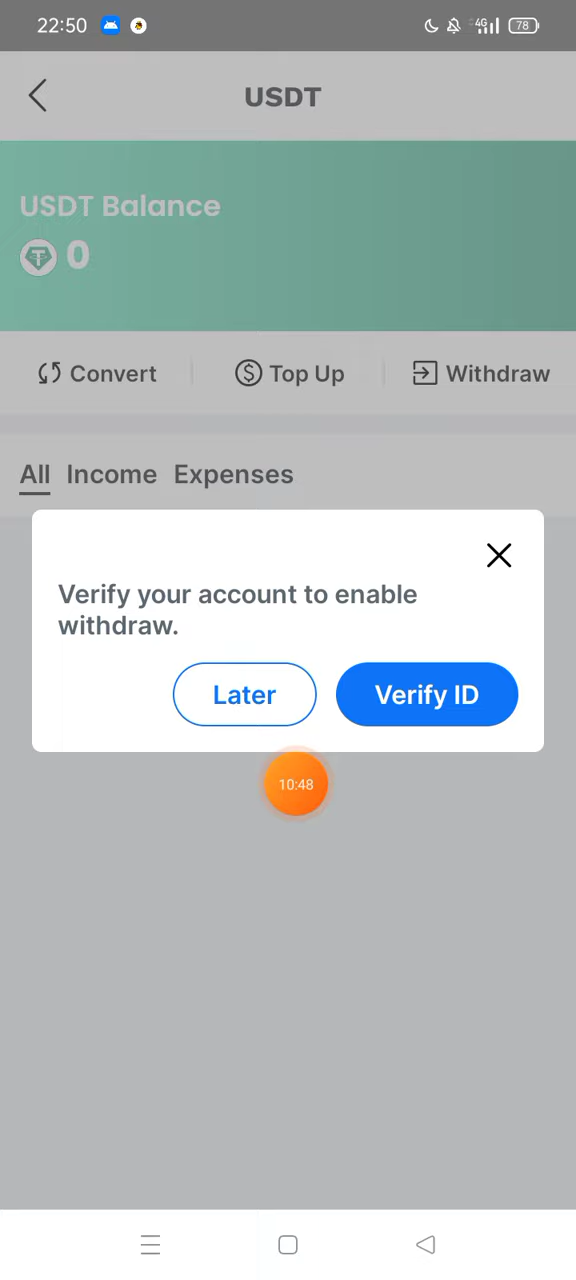 22:50 4G 78
USDT
USDT Balance
0
Convert Top Up Withdraw
All Income Expenses
Verify your account to enable
withdraw.
Later Verify ID
10:48